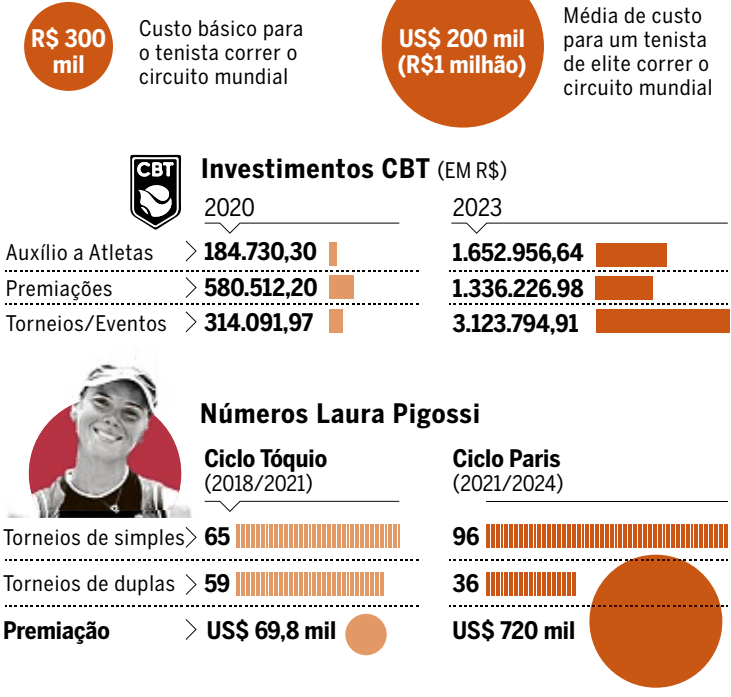 R$ 300
mil
Custo básico para
o tenista correr o
circuito mundial
US$ 200 mil
(R$1 milhão)
Média de custo
para um tenista
de elite correr o
circuito mundial
CBT
Investimentos CBT (EM R$)
2020 2023
Auxílio a Atletas 184.730,30 1.652.956,64
Premiações 580.512,20 1.336.226.98
Torneios/Eventos 314.091,97 3.123.794,91
Números Laura Pigossi
Ciclo Tóquio
(2018/2021)
Ciclo Paris
(2021/2024)
Torneios de simples 65 96
Torneios de duplas 59 36
Premiação US$ 69,8 mil US$ 720 mil